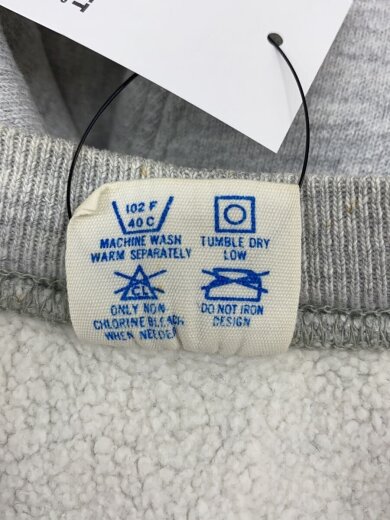 102 F
40 C
MACHINE WASH
WARM SEPARATELY
TUMBLE DRY
LOW
CL
ONLY NON
CHLORINE BLEACH
WHEN NEEDED
DO NOT IRON
DESIGN